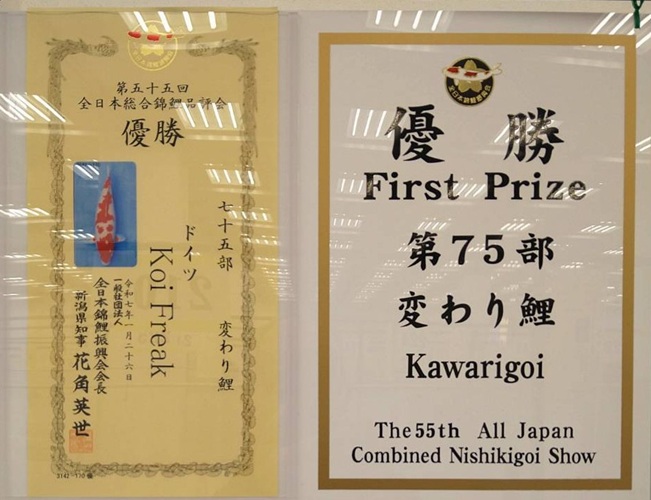 第五十五回
全日本総合錦鯉品評会
優勝
七十五部 変わり鯉
ドイツ
Koi Freak
令和七年一月二十六日
一般社団法人
全日本錦鯉振興会会長
新潟県知事 花角英世
優勝
First Prize
第75部
変わり鯉
Kawarigoi
The 55th All Japan
Combined Nishikigoi Show